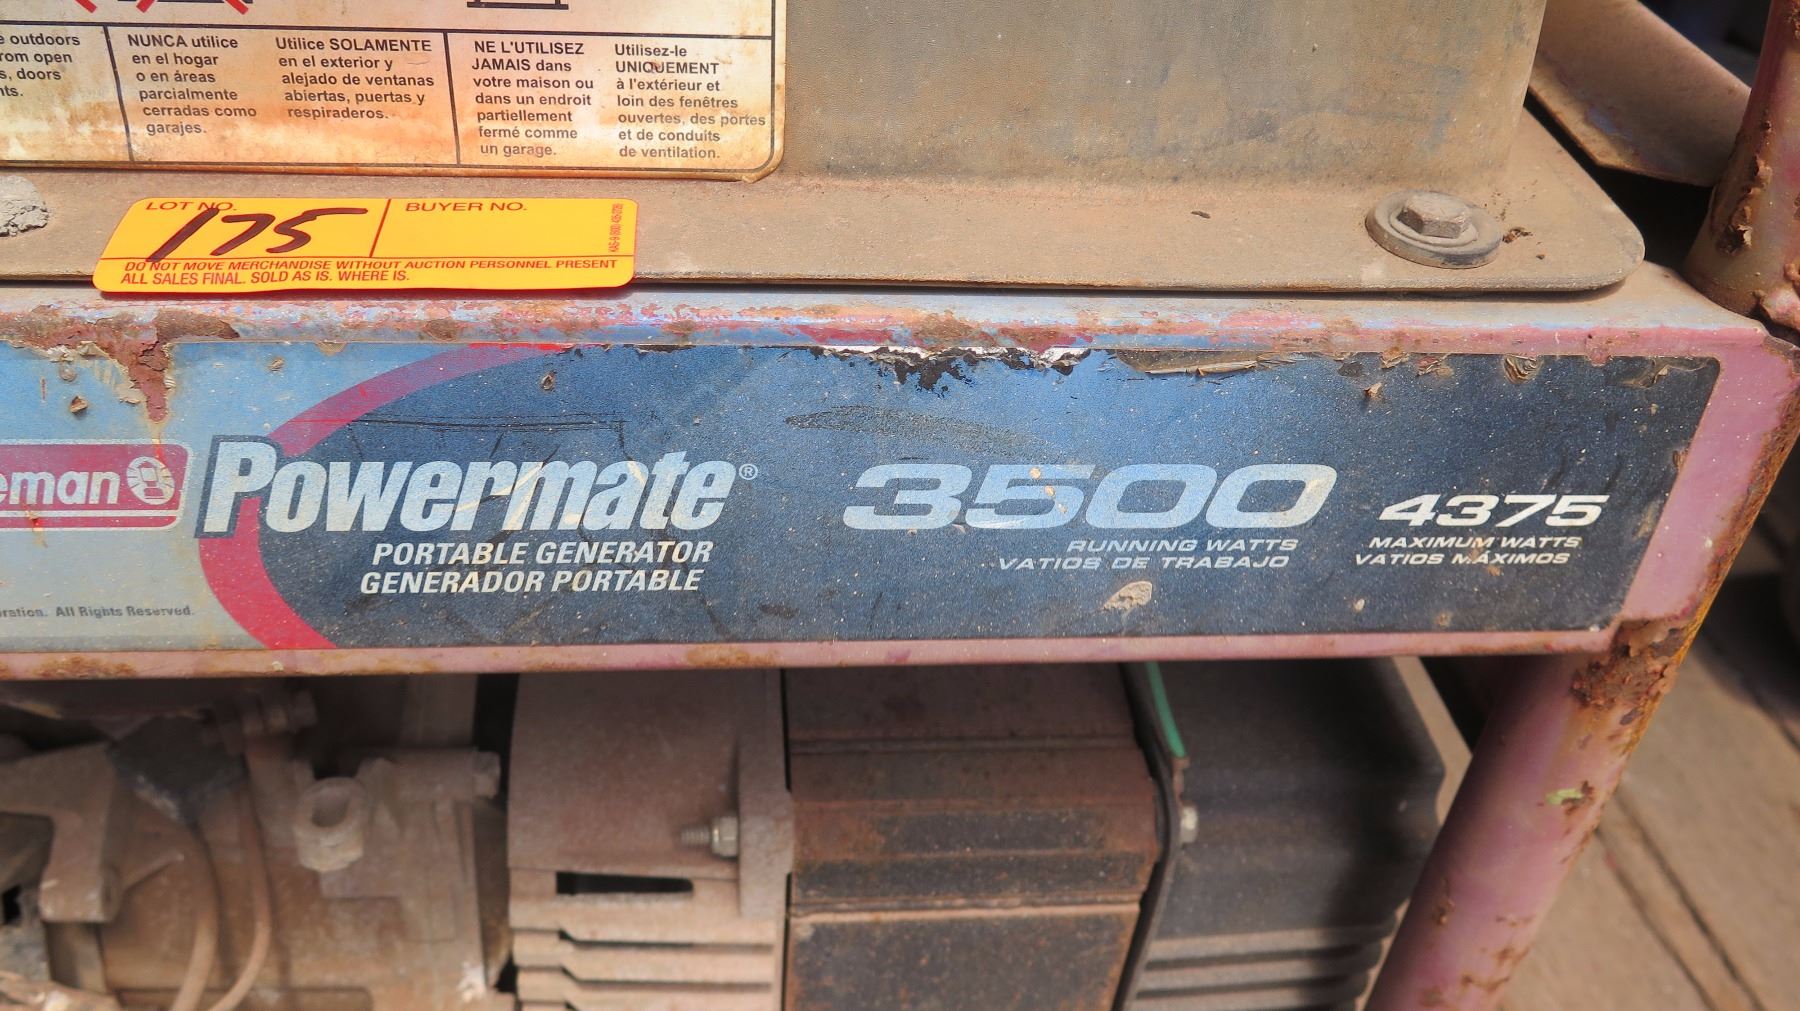 outdoors
open
doors
NUNCA utilice
en el hogar
o en áreas
parcialmente
cerradas como
garajes.
Utilice SOLAMENTE
en el exterior y
alejado de ventanas
abiertas, puertas y
respiraderos.
NE L'UTILISEZ
JAMAIS dans
votre maison ou
dans un endroit
partiellement
fermé comme
un garage.
Utilisez-le
UNIQUEMENT
à l'extérieur et
loin des fenêtres
ouvertes, des portes
et de conduits
de ventilation.
LOT NO. BUYER NO.
175
DO NOT MOVE MERCHANDISE WITHOUT AUCTION PERSONNEL PRESENT
ALL SALES FINAL. SOLD AS IS. WHERE IS.
eman Powermate® 3500 4375
PORTABLE GENERATOR
GENERADOR PORTABLE
RUNNING WATTS
VATIOS DE TRABAJO
MAXIMUM WATTS
VATIOS MÁXIMOS
All Rights Reserved.